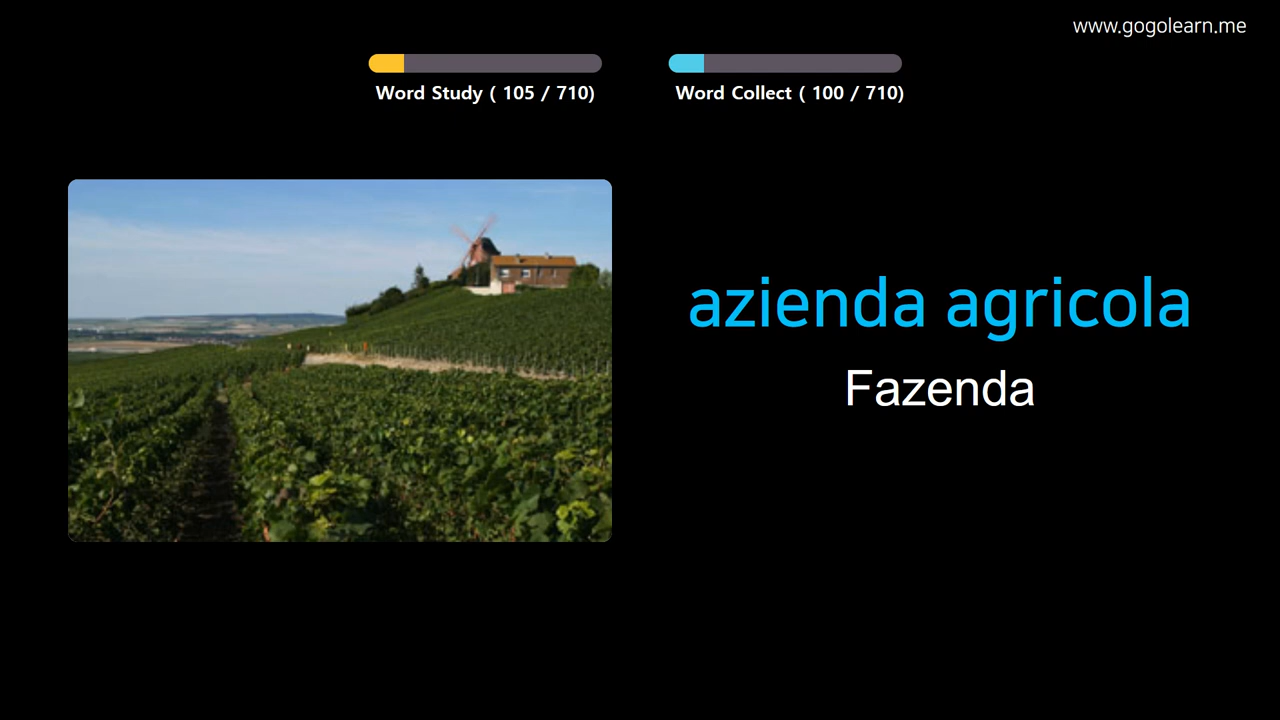 www.gogolearn.me
Word Study ( 105 / 710)
Word Collect ( 100 / 710)
azienda agricola
Fazenda